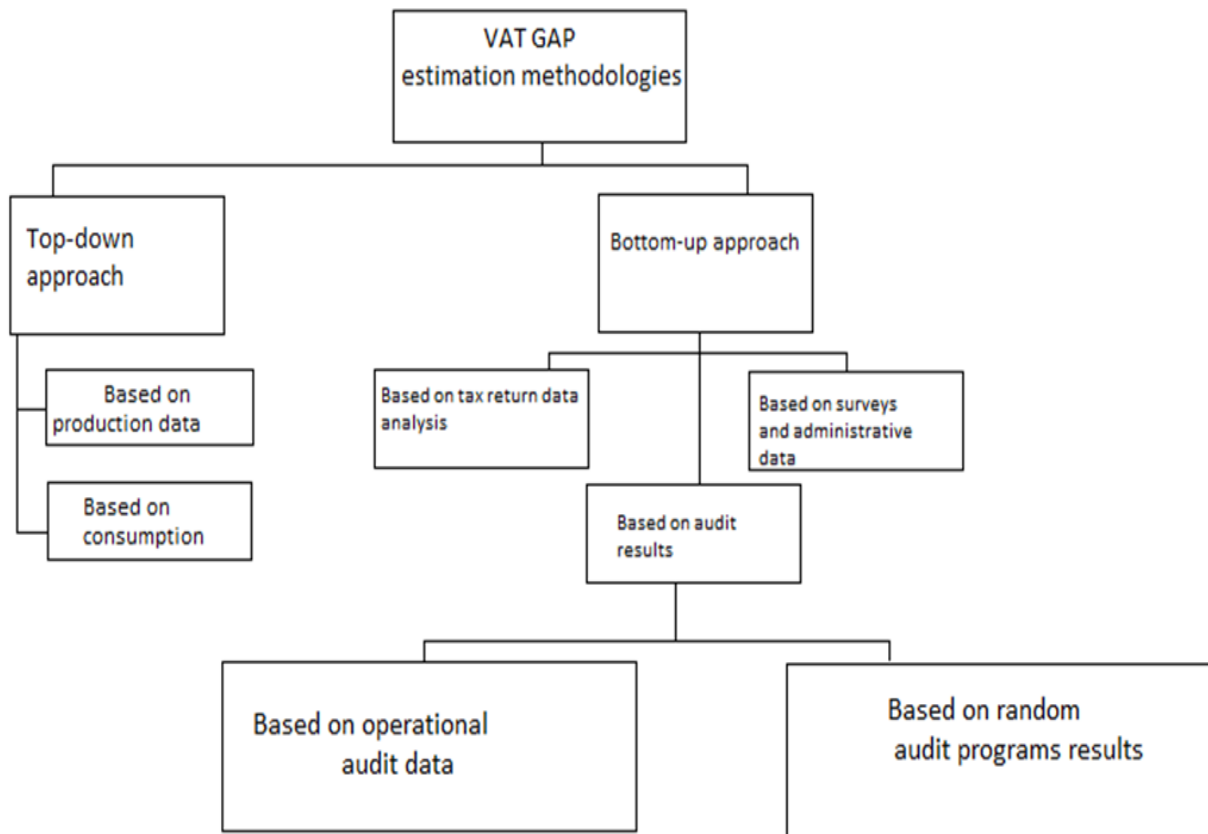 VAT GAP
estimation methodologies
Top-down
approach
Bottom-up approach
Based on
production data
Based on tax return data
analysis
Based on surveys
and administrative
data
Based on
consumption
Based on audit
results
Based on operational
audit data
Based on random
audit programs results